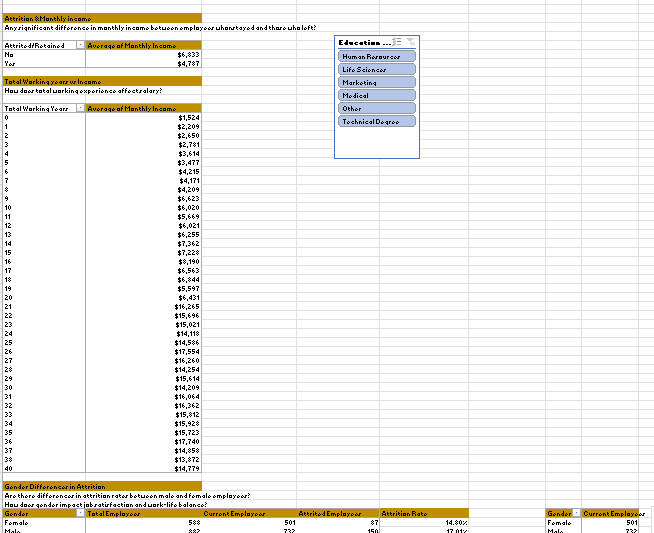 Attrition & Monthly income
Any significant difference in monthly income between employees whonstayed and those who left?
Attrited/Retained Average of Monthly Income
No $6,833
Yes $4,787
Total Working years vs Income
How does total working experience affect salary?
Total Working Years Average of Monthly Income
0 $1,524
1 $2,209
2 $2,650
3 $2,781
4 $3,614
5 $3,477
6 $4,215
7 $4,171
8 $4,209
9 $6,623
10 $6,020
11 $5,669
12 $6,021
13 $6,255
14 $7,362
15 $7,228
16 $8,190
17 $6,563
18 $6,844
19 $5,597
20 $6,431
21 $16,265
22 $15,696
23 $15,021
24 $14,118
25 $14,586
26 $17,554
27 $16,260
28 $14,254
29 $15,614
30 $14,209
31 $16,064
32 $16,362
33 $15,812
34 $15,928
35 $15,723
36 $17,740
37 $14,858
38 $13,872
40 $14,779
Education ...
Human Resources
Life Sciences
Marketing
Medical
Other
Technical Degree
Gender Differences in Attrition
Are there differences in attrition rates between male and female employees?
How does gender impact job satisfaction and work-life balance?
Gender Total Employees Current Employees Attrited Employees Attrition Rate Gender Current Employees
Female 588 501 87 14.80% Female 501
Male 882 732 150 17.01% Male 732